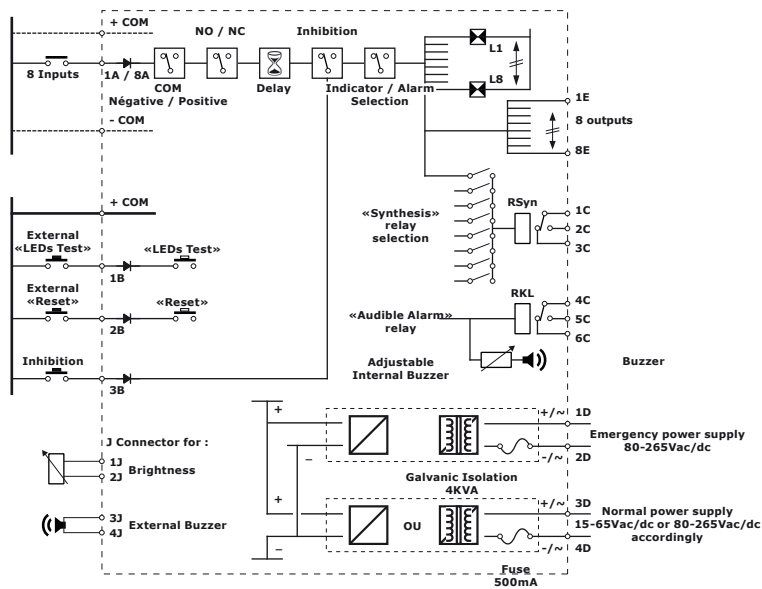 + COM
NO / NC
Inhibition
L1
8 Inputs
1A / 8A
COM
Négative / Positive
Delay
Indicator / Alarm
Selection
L8
- COM
1E
8 outputs
8E
+ COM
RSyn
«Synthesis»
relay
selection
1C
2C
3C
External
«LEDs Test»
«LEDs Test»
1B
External
«Reset»
«Reset»
2B
RKL
4C
5C
6C
«Audible Alarm»
relay
Inhibition
3B
Adjustable
Internal Buzzer
Buzzer
+
+/~
1D
Emergency power supply
80-265Vac/dc
-/~
2D
–
J Connector for :
1J
2J
Brightness
Galvanic Isolation
4KVA
+
+/~
3D
Normal power supply
15-65Vac/dc or 80-265Vac/dc
accordingly
3J
4J
External Buzzer
OU
–
-/~
4D
Fuse
500mA